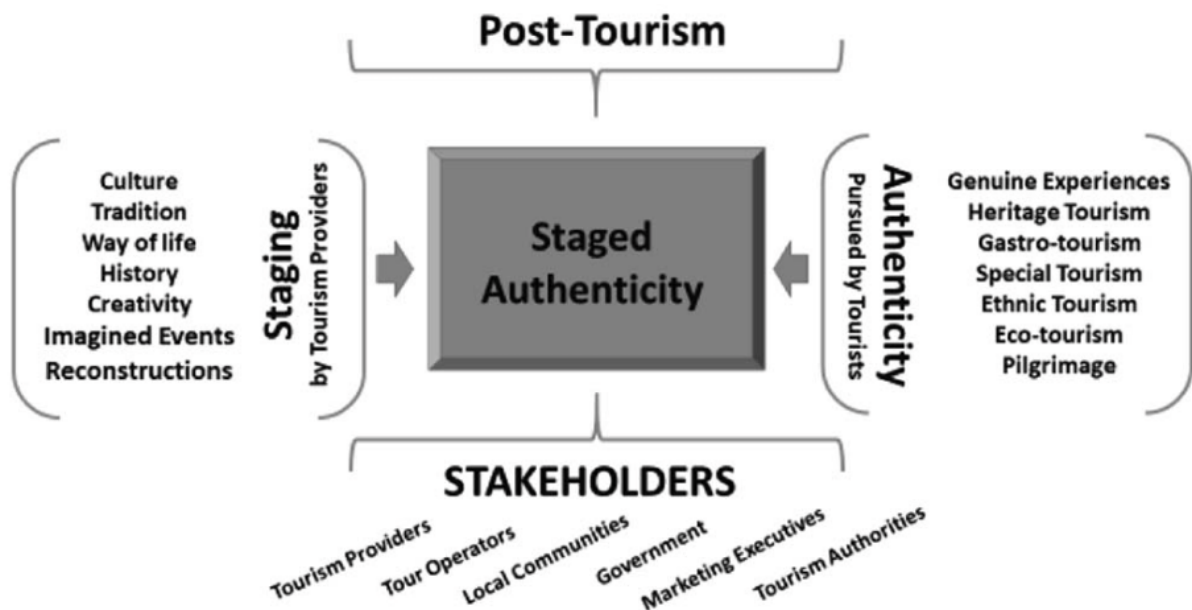 Post-Tourism
Culture
Tradition
Way of life
History
Creativity
Imagined Events
Reconstructions
Staging
by Tourism Providers
Staged
Authenticity
Authenticity
Pursued by Tourists
Genuine Experiences
Heritage Tourism
Gastro-tourism
Special Tourism
Ethnic Tourism
Eco-tourism
Pilgrimage
STAKEHOLDERS
Tourism Providers
Tour Operators
Local Communities
Government
Marketing Executives
Tourism Authorities